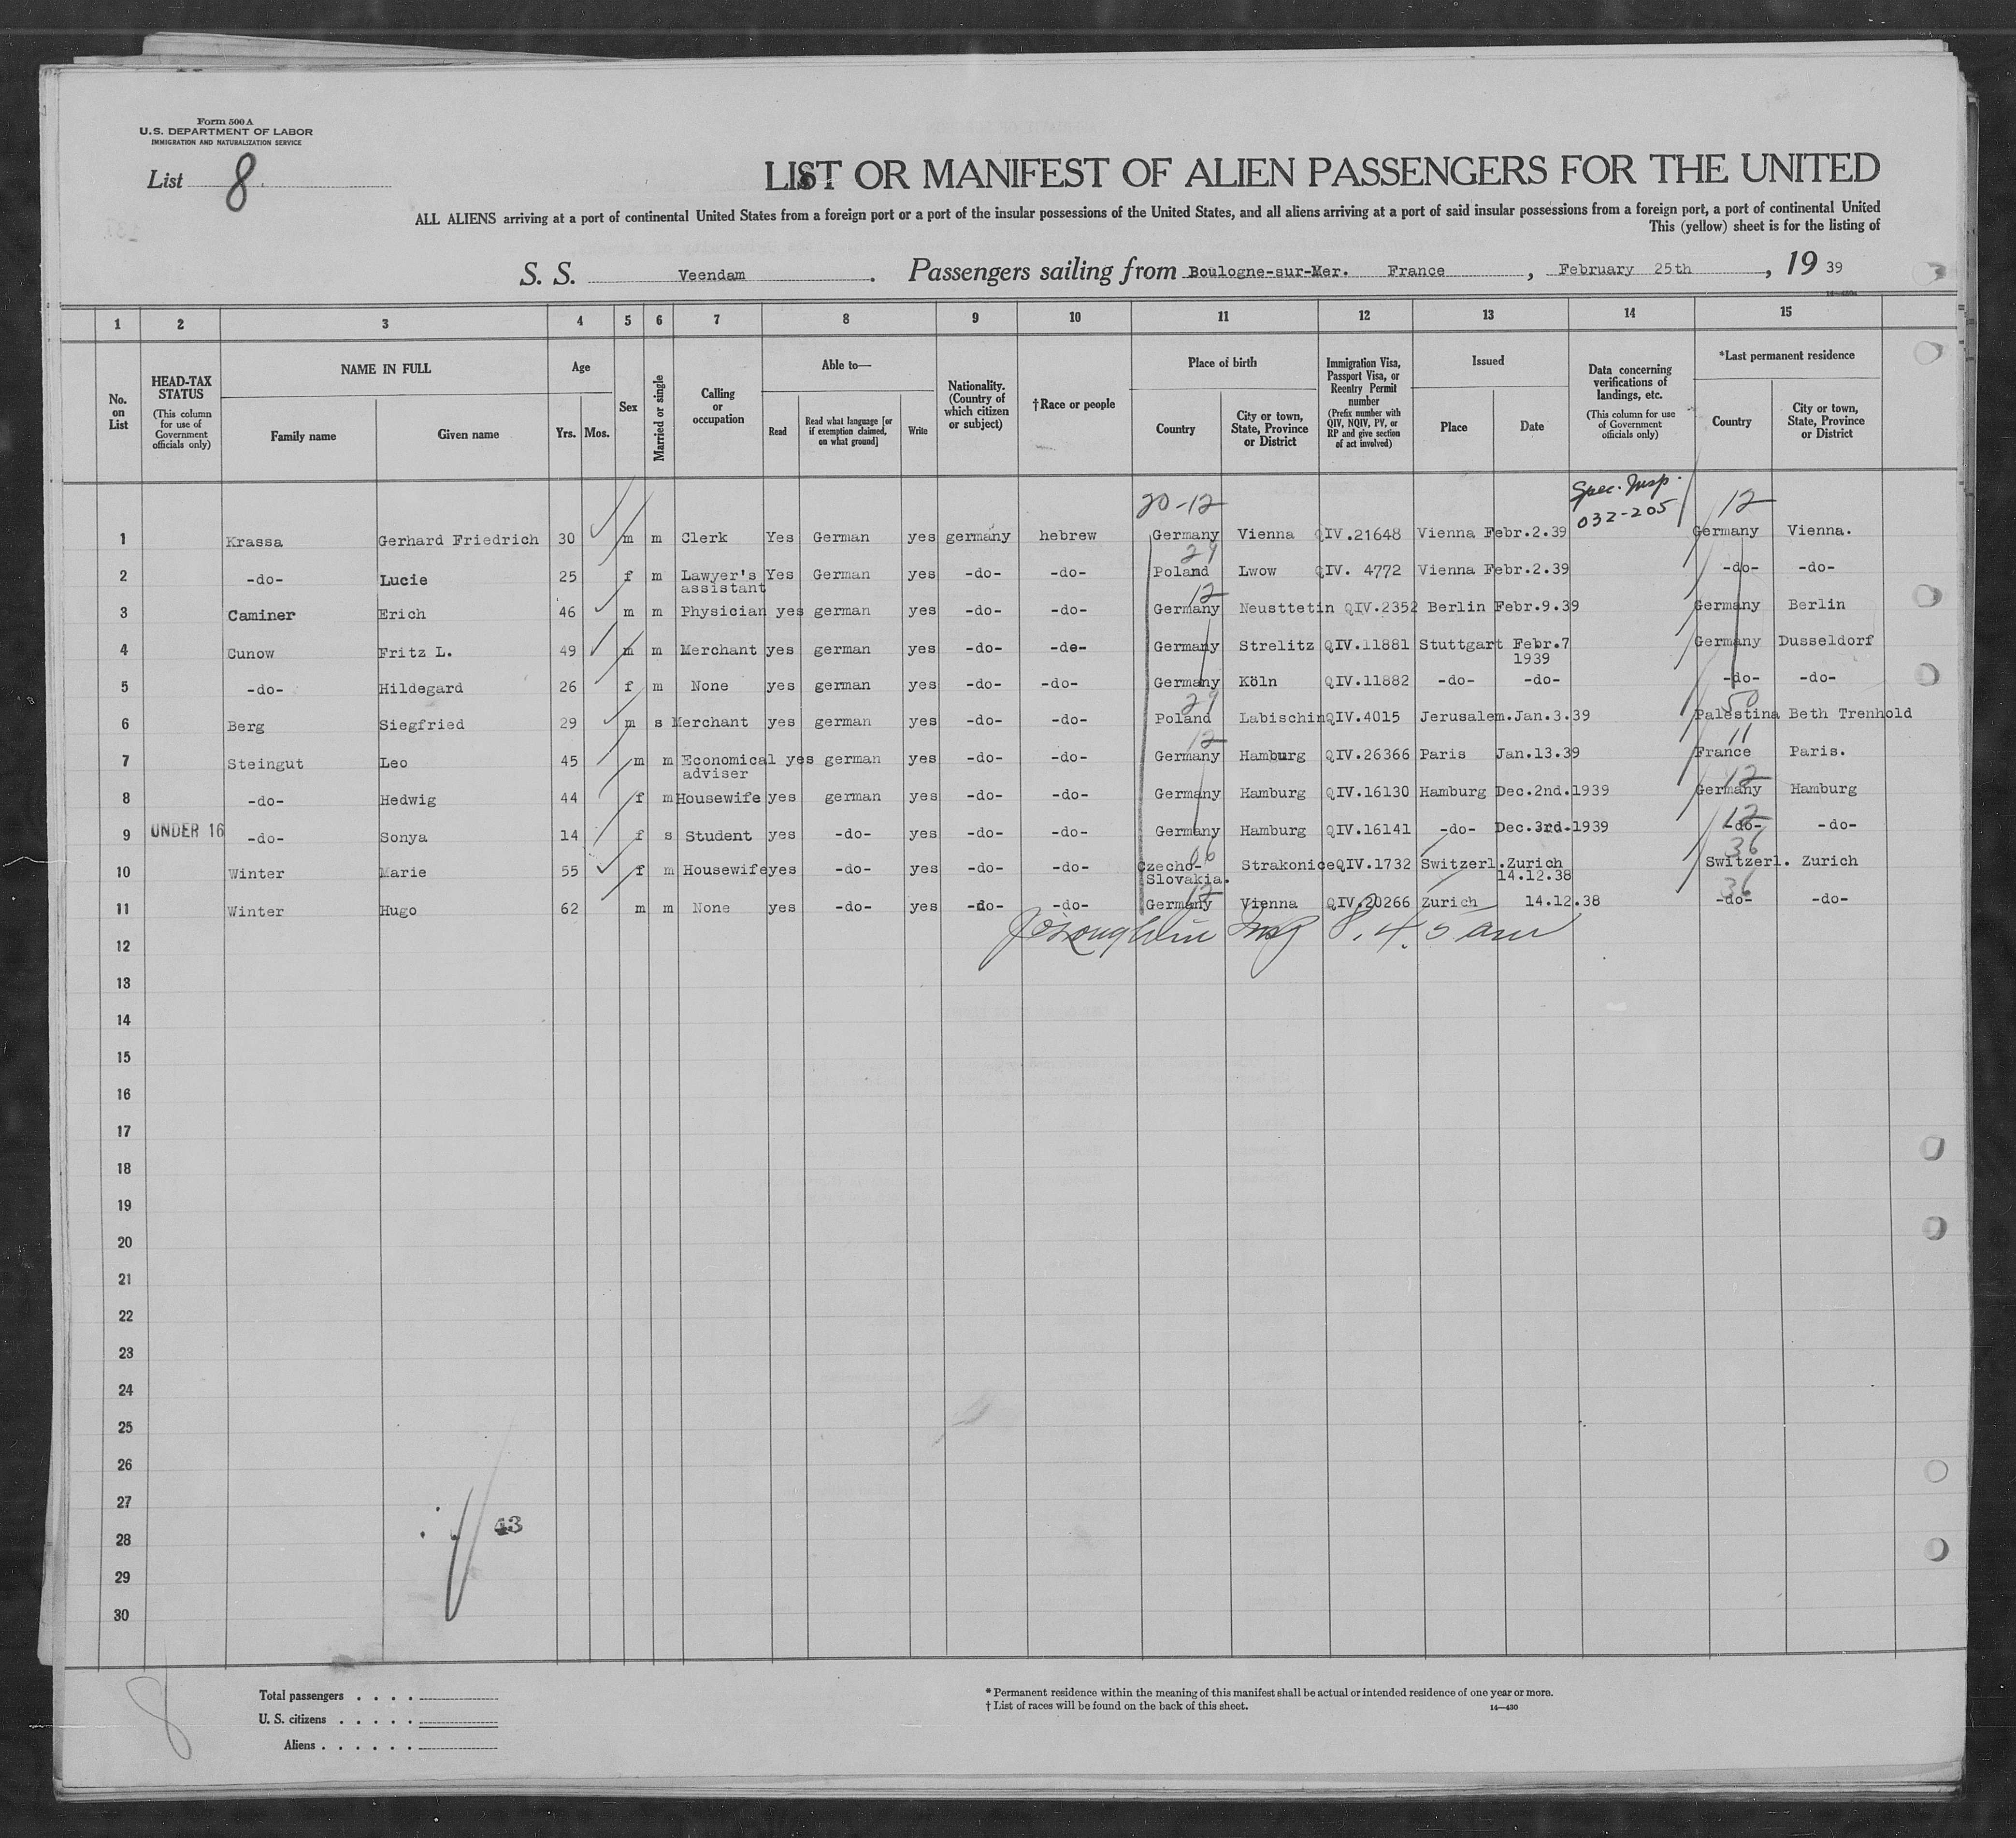 Form 500 A
U.S. DEPARTMENT OF LABOR
IMMIGRATION AND NATURALIZATION SERVICE
List 8
LIST OR MANIFEST OF ALIEN PASSENGERS FOR THE UNITED
ALL ALIENS arriving at a port of continental United States from a foreign port or a port of the insular possessions of the United States, and all aliens arriving at a port of said insular possessions from a foreign port, a port of continental United
This (yellow) sheet is for the listing of
S. S. Veendam. Passengers sailing from Boulogne-sur-Mer. France, February 25th, 19 39
1 2 3 4 5 6 7 8 9 10 11 12 13 14 15
No. on List
HEAD-TAX STATUS (This column for use of Government officials only)
NAME IN FULL
Family name
Given name
Age
Yrs. Mos.
Sex
Married or single
Calling or occupation
Able to—
Read
Read what language [or if exemption claimed, on what ground]
Write
Nationality. (Country of which citizen or subject)
†Race or people
Place of birth
Country
City or town, State, Province or District
Immigration Visa, Passport Visa, or Reentry Permit number (Prefix number with QIV, NQIV, PV, or RP and give section of act involved)
Issued
Place
Date
Data concerning verifications of landings, etc. (This column for use of Government officials only)
*Last permanent residence
Country
City or town, State, Province or District
20-12 Spec. Insp. 12
032-205
1 Krassa Gerhard Friedrich 30 m m Clerk Yes German yes germany hebrew Germany Vienna QIV.21648 Vienna Febr.2.39 Germany Vienna.
29
2 -do- Lucie 25 f m Lawyer's assistant Yes German yes -do- -do- Poland Lwow QIV. 4772 Vienna Febr.2.39 -do- -do-
12
3 Caminer Erich 46 m m Physician yes german yes -do- -do- Germany Neusttetin QIV.2352 Berlin Febr.9.39 Germany Berlin
4 Cunow Fritz L. 49 m m Merchant yes german yes -do- -de- Germany Strelitz QIV.11881 Stuttgart Febr.7 1939 Germany Dusseldorf
5 -do- Hildegard 26 f m None yes german yes -do- -do- Germany Köln QIV.11882 -do- -do- -do- -do-
29 50
6 Berg Siegfried 29 m s Merchant yes german yes -do- -do- Poland Labischin QIV.4015 Jerusalem.Jan.3.39 Palestina Beth Trenhold
12 11
7 Steingut Leo 45 m m Economical adviser yes german yes -do- -do- Germany Hamburg QIV.26366 Paris Jan.13.39 France Paris.
12
8 -do- Hedwig 44 f m Housewife yes german yes -do- -do- Germany Hamburg QIV.16130 Hamburg Dec.2nd.1939 Germany Hamburg
12
9 UNDER 16 -do- Sonya 14 f s Student yes -do- yes -do- -do- Germany Hamburg QIV.16141 -do- Dec.3rd.1939 -do- -do-
06 36
10 Winter Marie 55 f m Housewife yes -do- yes -do- -do- Czecho-Slovakia. Strakonice QIV.1732 Switzerl.Zurich 14.12.38 Switzerl. Zurich
12 36
11 Winter Hugo 62 m m None yes -do- yes -do- -do- Germany Vienna QIV.20266 Zurich 14.12.38 -do- -do-
12 Insp 8.45 am
13
14
15
16
17
18
19
20
21
22
23
24
25
26
27
43
28
29
30
8
Total passengers . . . .
U. S. citizens . . . . .
Aliens . . . . . .
* Permanent residence within the meaning of this manifest shall be actual or intended residence of one year or more.
† List of races will be found on the back of this sheet. 14—430